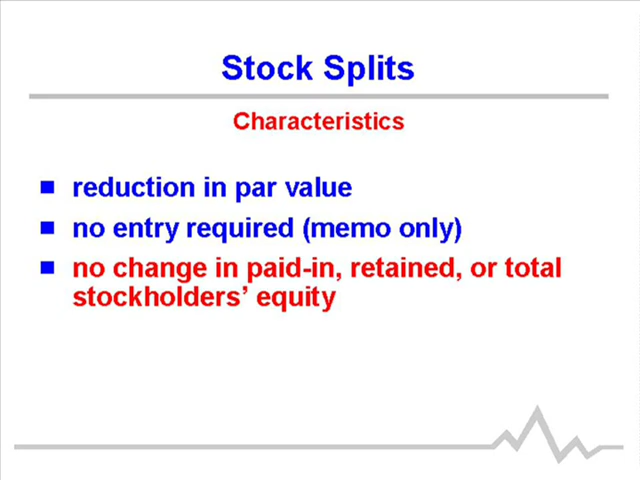 Stock Splits
Characteristics
reduction in par value
no entry required (memo only)
no change in paid-in, retained, or total
stockholders’ equity